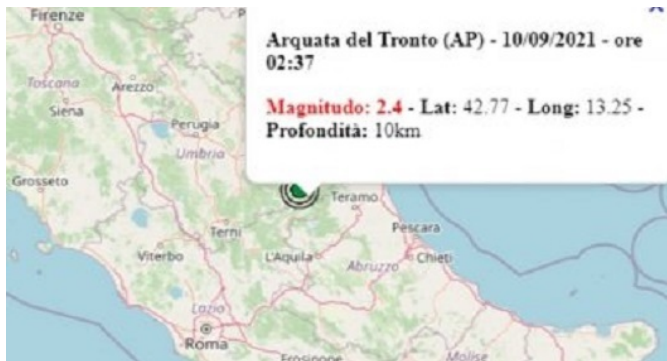 Firenze
Arquata del Tronto (AP) - 10/09/2021 - ore
02:37
Magnitudo: 2.4 - Lat: 42.77 - Long: 13.25 -
Profondità: 10km
Toscana
Arezzo
Siena
Perugia
Umbria
Grosseto
Teramo
Terni
Pescara
Viterbo
L'Aquila
Abruzzo
Chieti
Lazio
Roma
Frosinone
Molise